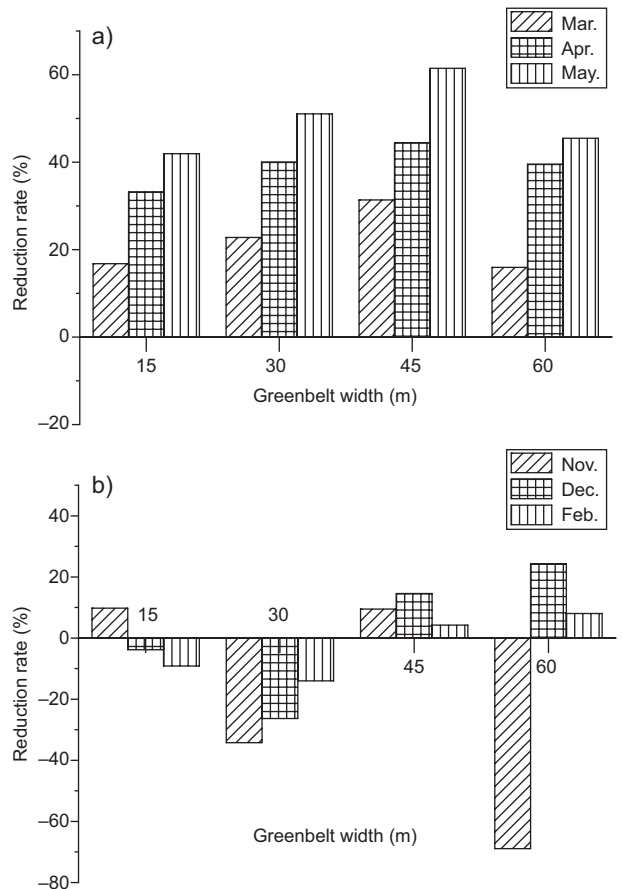 a)
Mar.
Apr.
May.
Reduction rate (%)
60
40
20
0
–20
15 30 45 60
Greenbelt width (m)
b)
Nov.
Dec.
Feb.
Reduction rate (%)
40
20
0
–20
–40
–60
–80
15 30 45 60
Greenbelt width (m)